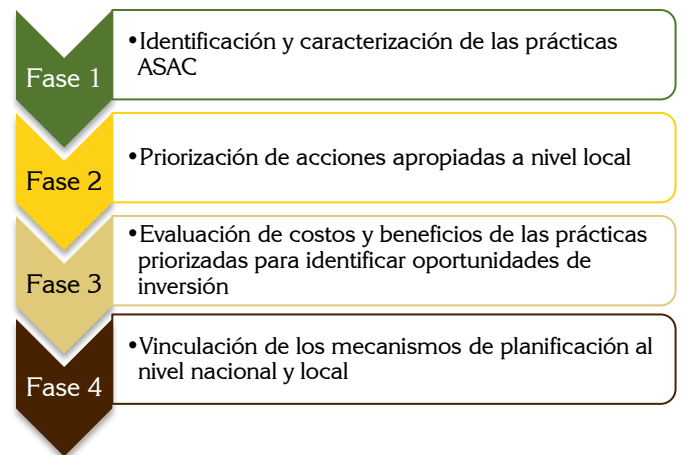 Fase 1
•Identificación y caracterización de las prácticas
ASAC
Fase 2
•Priorización de acciones apropiadas a nivel local
Fase 3
•Evaluación de costos y beneficios de las prácticas
priorizadas para identificar oportunidades de
inversión
Fase 4
•Vinculación de los mecanismos de planificación al
nivel nacional y local